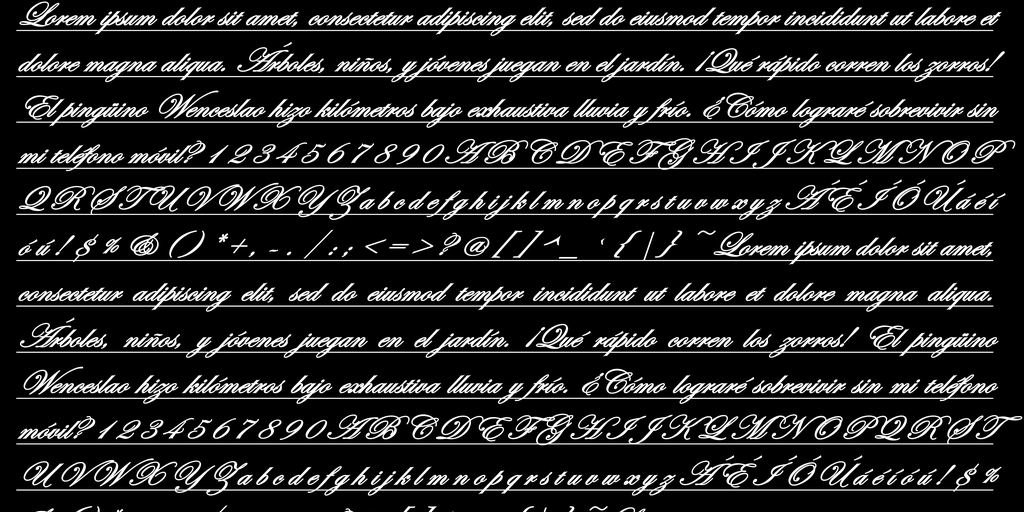 Lorem ipsum dolor sit amet, consectetur adipiscing elit, sed do eiusmod tempor incididunt ut labore et
dolore magna aliqua. Árboles, niños, y jóvenes juegan en el jardín. ¡Qué rápido corren los zorros!
El pingüino Wenceslao hizo kilómetros bajo exhaustiva lluvia y frío. ¿Cómo lograré sobrevivir sin
mi teléfono móvil? 1 2 3 4 5 6 7 8 9 0 A B C D E F G H I J K L M N O P
Q R S T U V W X Y Z a b c d e f g h i j k l m n o p q r s t u v w x y z Á É Í Ó Ú á é í
ó ú ! $ % & ( ) * + , - . / : ; < = > ? @ [ ] ^ _ ` { | } ~ Lorem ipsum dolor sit amet,
consectetur adipiscing elit, sed do eiusmod tempor incididunt ut labore et dolore magna aliqua.
Árboles, niños, y jóvenes juegan en el jardín. ¡Qué rápido corren los zorros! El pingüino
Wenceslao hizo kilómetros bajo exhaustiva lluvia y frío. ¿Cómo lograré sobrevivir sin mi teléfono
móvil? 1 2 3 4 5 6 7 8 9 0 A B C D E F G H I J K L M N O P Q R S T
U V W X Y Z a b c d e f g h i j k l m n o p q r s t u v w x y z Á É Í Ó Ú á é í ó ú ! $ %